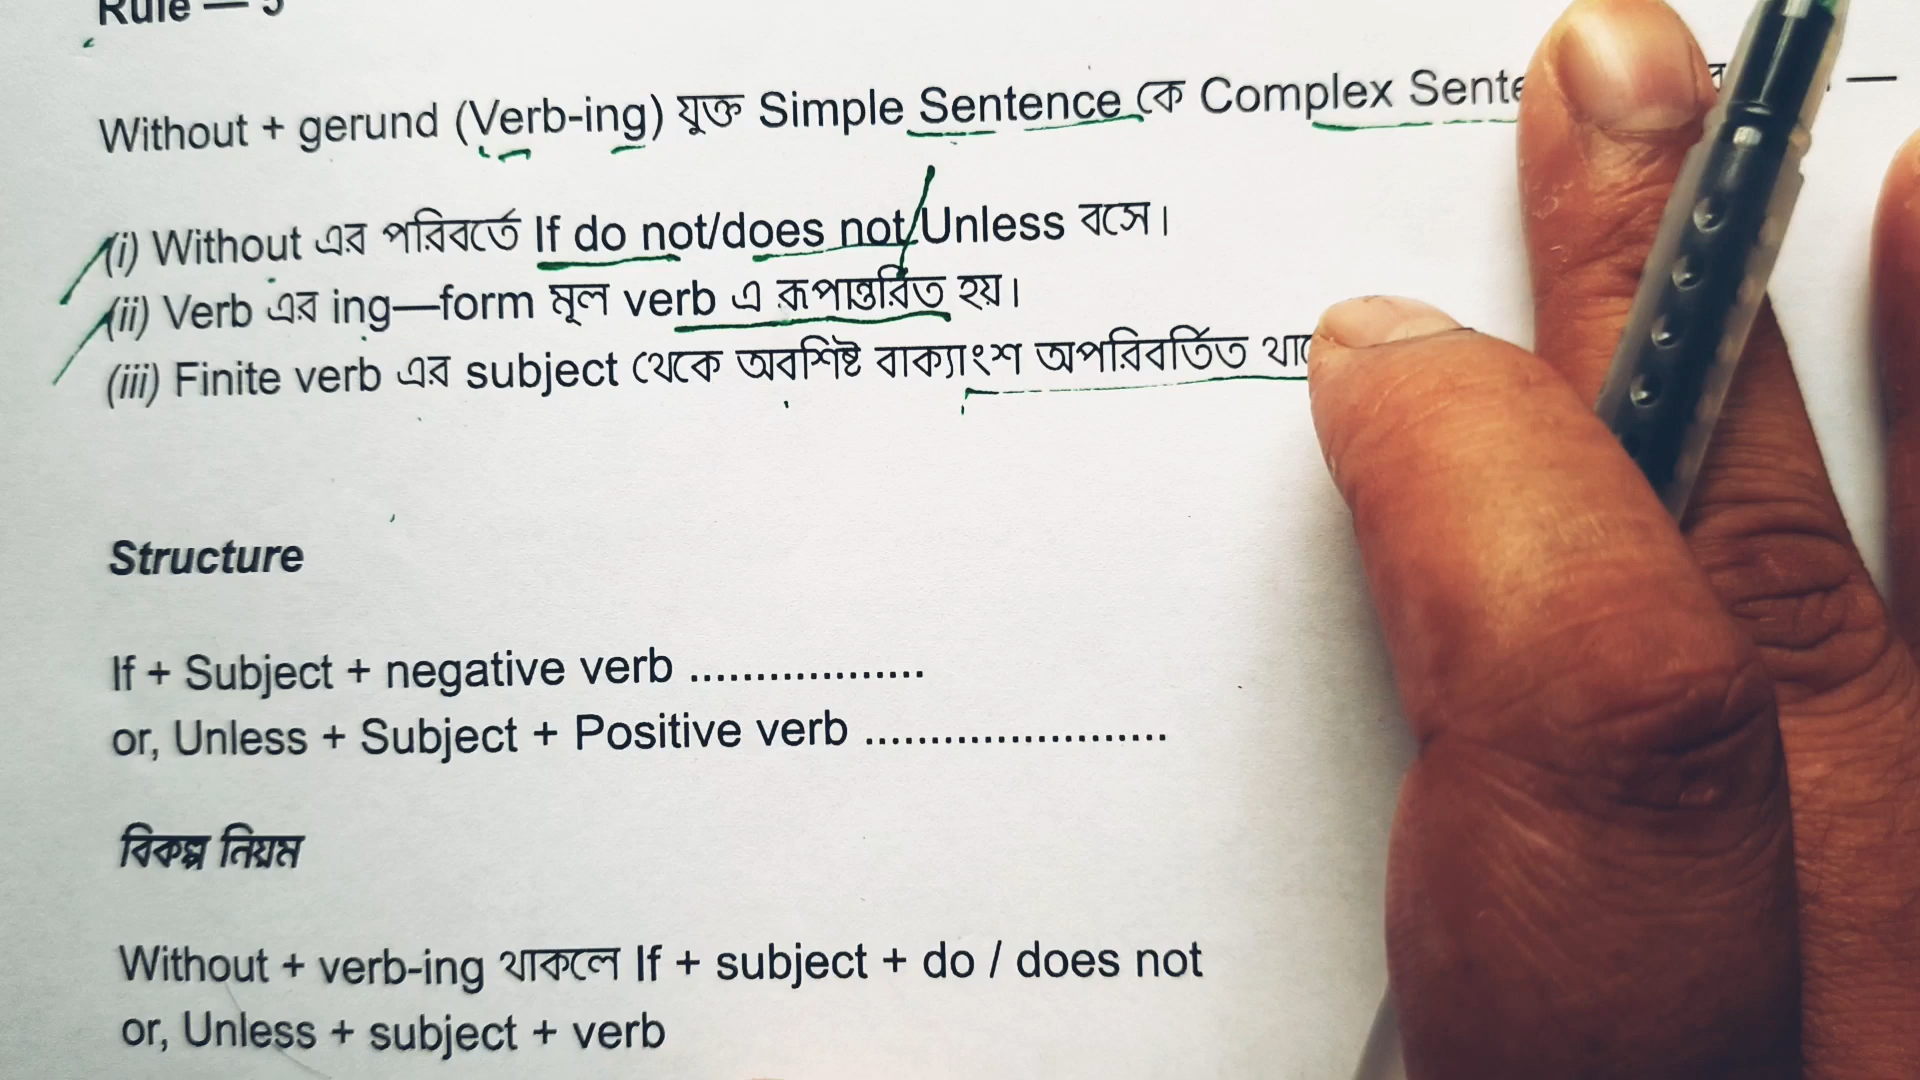 Rule — 5
Without + gerund (Verb-ing) যুক্ত Simple Sentence কে Complex —
(i) Without এর পরিবর্তে If do not/does not/Unless বসে।
(ii) Verb এর ing—form মূল verb এ রূপান্তরিত হয়।
(iii) Finite verb এর subject থেকে অবশিষ্ট বাক্যাংশ অপরিবর্তিত
Structure
If + Subject + negative verb ..................
or, Unless + Subject + Positive verb .......................
বিকল্প নিয়ম
Without + verb-ing থাকলে If + subject + do / does not
or, Unless + subject + verb